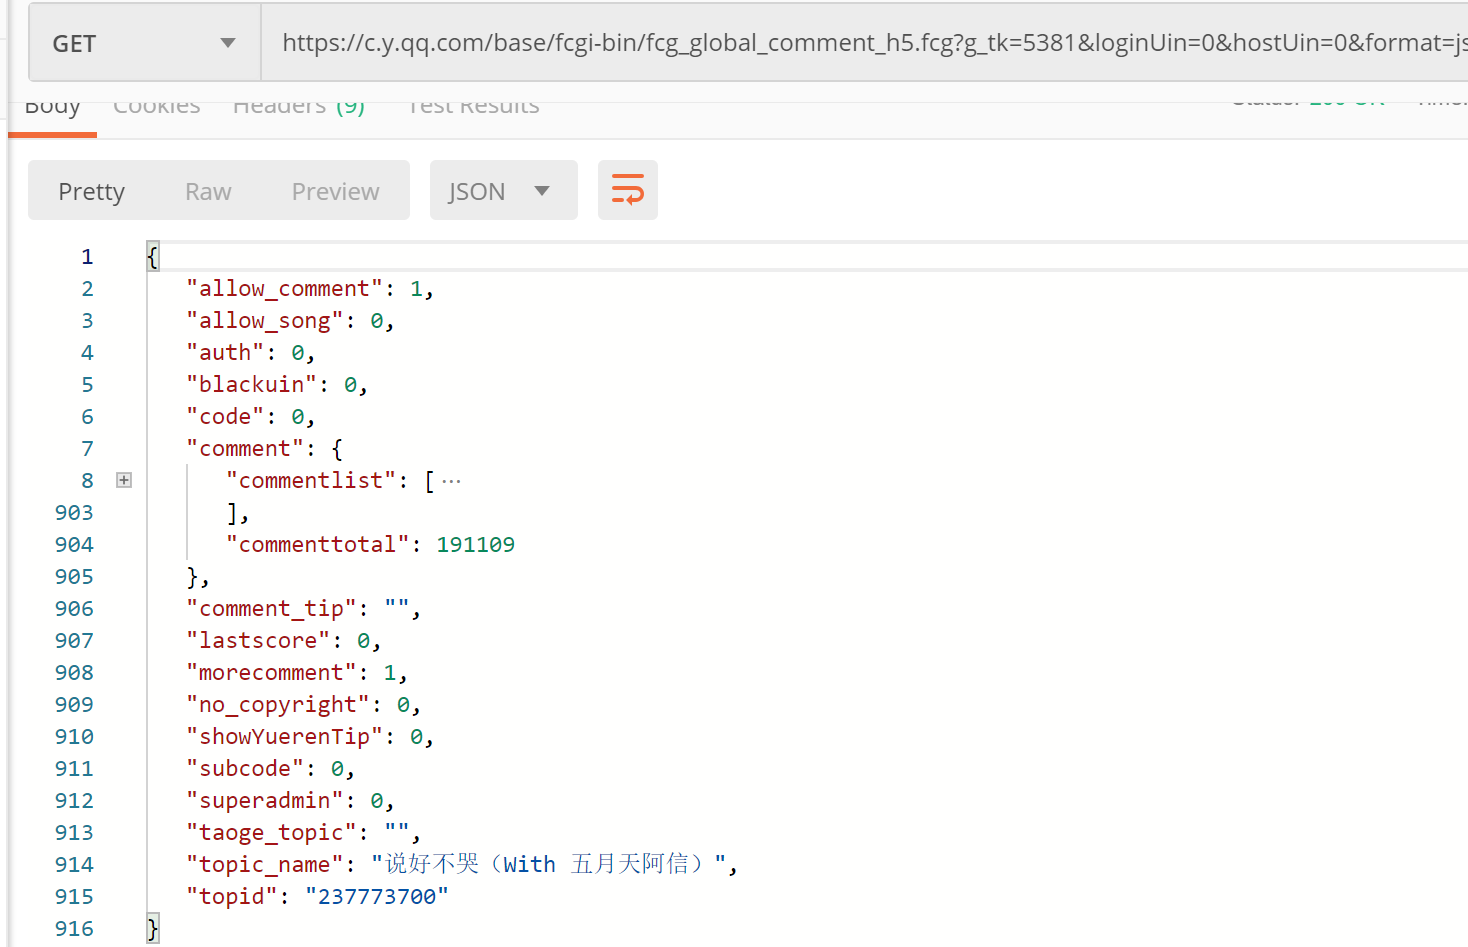 GET https://c.y.qq.com/base/fcgi-bin/fcg_global_comment_h5.fcg?g_tk=5381&loginUin=0&hostUin=0&format=js
Body Cookies Headers (9) Test Results Status: 200 OK Time:
Pretty Raw Preview JSON
1 {
2 "allow_comment": 1,
3 "allow_song": 0,
4 "auth": 0,
5 "blackuin": 0,
6 "code": 0,
7 "comment": {
8 "commentlist": [ ···
903 ],
904 "commenttotal": 191109
905 },
906 "comment_tip": "",
907 "lastscore": 0,
908 "morecomment": 1,
909 "no_copyright": 0,
910 "showYuerenTip": 0,
911 "subcode": 0,
912 "superadmin": 0,
913 "taoge_topic": "",
914 "topic_name": "说好不哭（With 五月天阿信）",
915 "topid": "237773700"
916 }